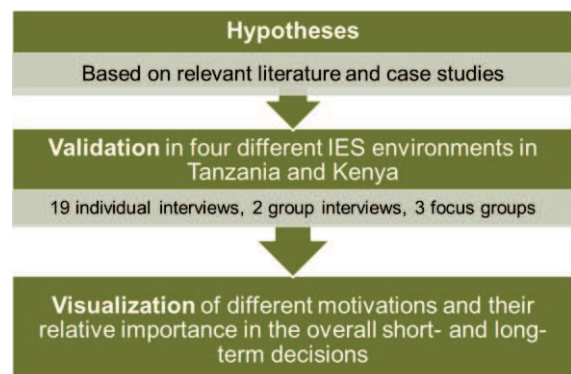 Hypotheses
Based on relevant literature and case studies
Validation in four different IES environments in
Tanzania and Kenya
19 individual interviews, 2 group interviews, 3 focus groups
Visualization of different motivations and their
relative importance in the overall short- and long-
term decisions